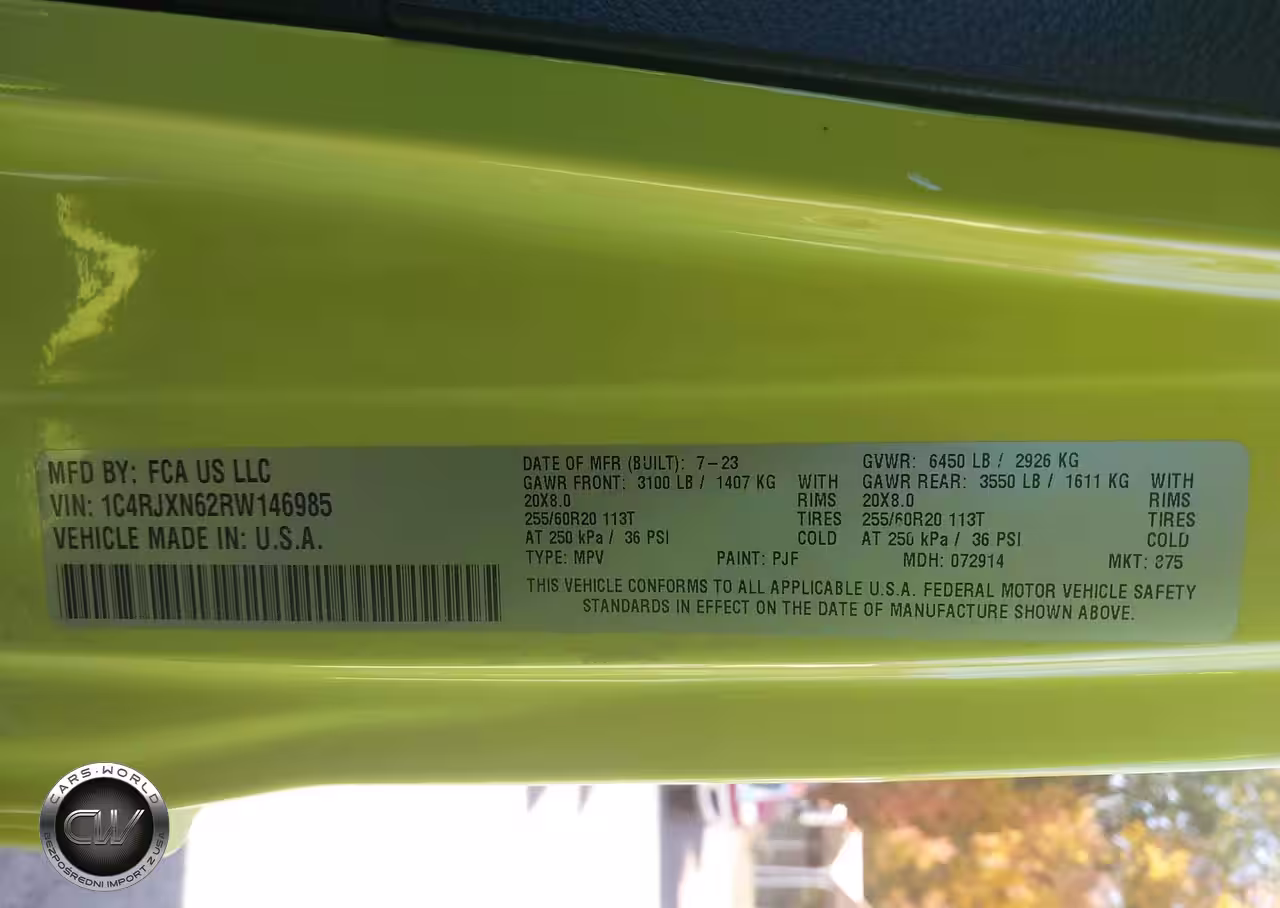 MFD BY: FCA US LLC
VIN: 1C4RJXN62RW146985
VEHICLE MADE IN: U.S.A.
DATE OF MFR (BUILT): 7-23
GVWR: 6450 LB / 2926 KG
GAWR FRONT: 3100 LB / 1407 KG WITH
GAWR REAR: 3550 LB / 1611 KG WITH
20X8.0 RIMS
20X8.0 RIMS
255/60R20 113T TIRES
255/60R20 113T TIRES
AT 250 kPa / 36 PSI COLD
AT 250 kPa / 36 PSI COLD
TYPE: MPV PAINT: PJF MDH: 072914 MKT: 875
THIS VEHICLE CONFORMS TO ALL APPLICABLE U.S.A. FEDERAL MOTOR VEHICLE SAFETY
STANDARDS IN EFFECT ON THE DATE OF MANUFACTURE SHOWN ABOVE.
CARS·WORLD
CW
BEZPOŚREDNI IMPORT Z USA